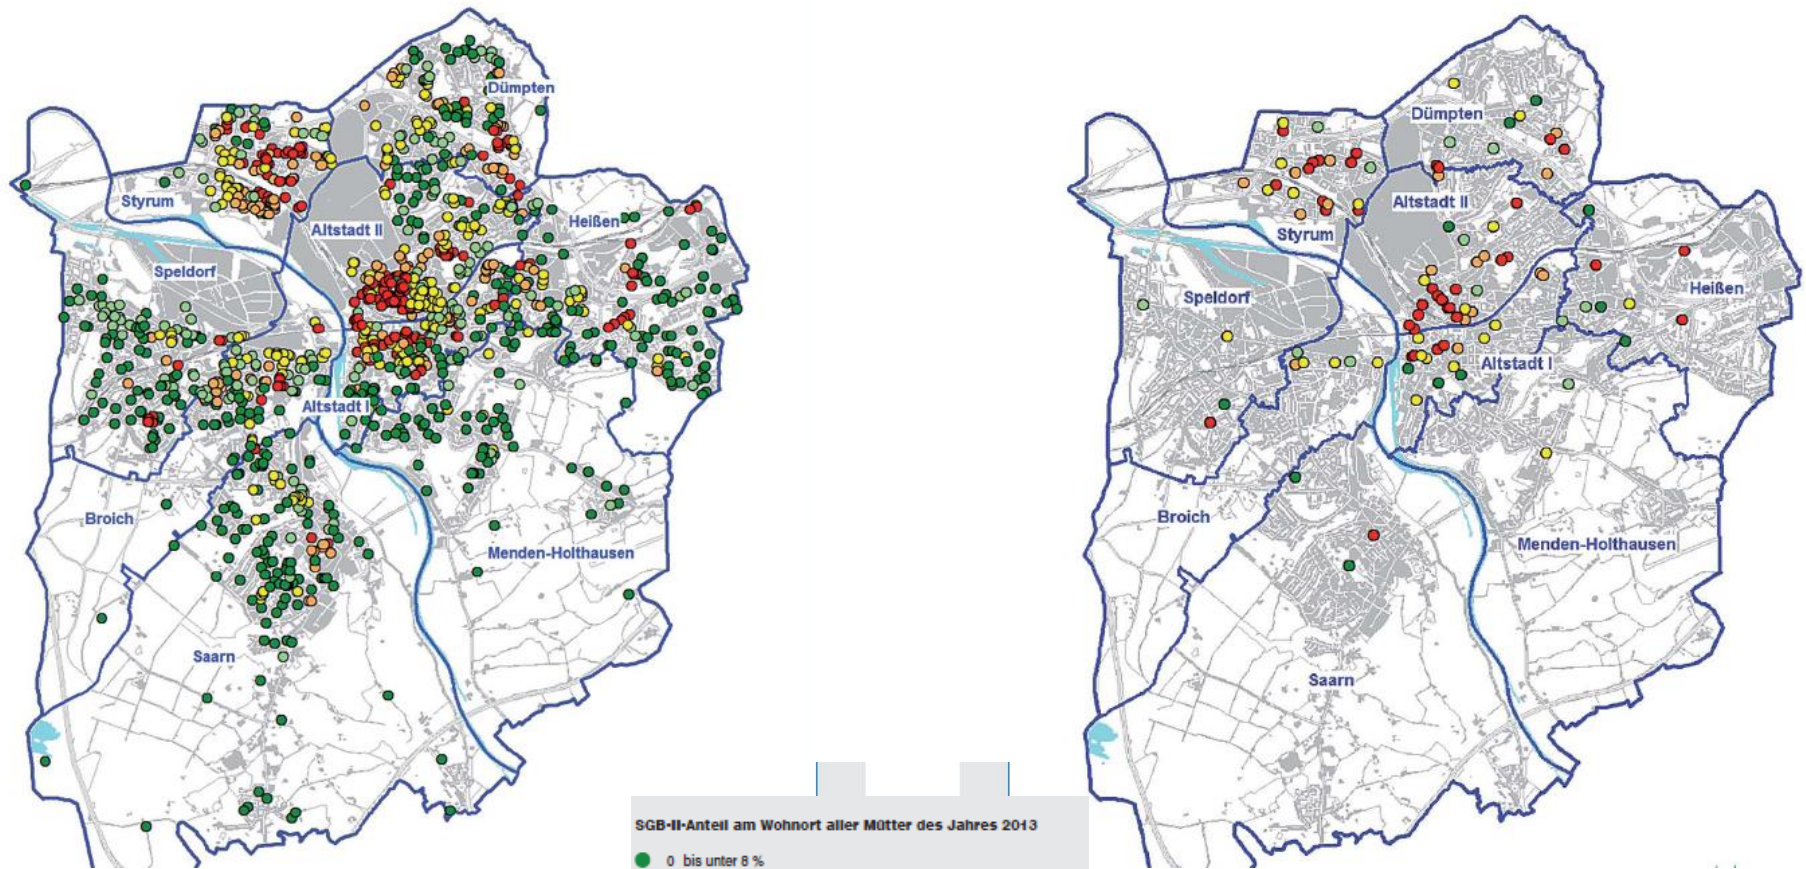 Dümpten
Styrum
Altstadt II
Heißen
Speldorf
Altstadt I
Broich
Menden-Holthausen
Saarn
Dümpten
Altstadt II
Styrum
Speldorf
Heißen
Altstadt I
Broich
Menden-Holthausen
Saarn
SGB-II-Anteil am Wohnort aller Mütter des Jahres 2013
0 bis unter 8 %